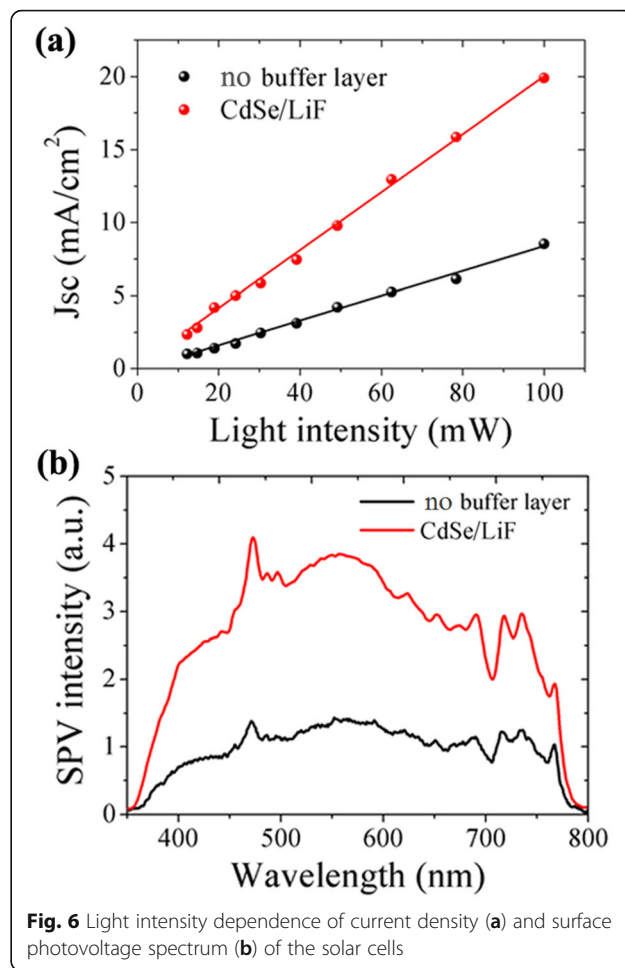 (a)
no buffer layer
CdSe/LiF
20
15
10
5
0
Jsc (mA/cm²)
0 20 40 60 80 100
Light intensity (mW)
(b)
no buffer layer
CdSe/LiF
5
4
3
2
1
0
SPV intensity (a.u.)
400 500 600 700 800
Wavelength (nm)
Fig. 6 Light intensity dependence of current density (a) and surface
photovoltage spectrum (b) of the solar cells